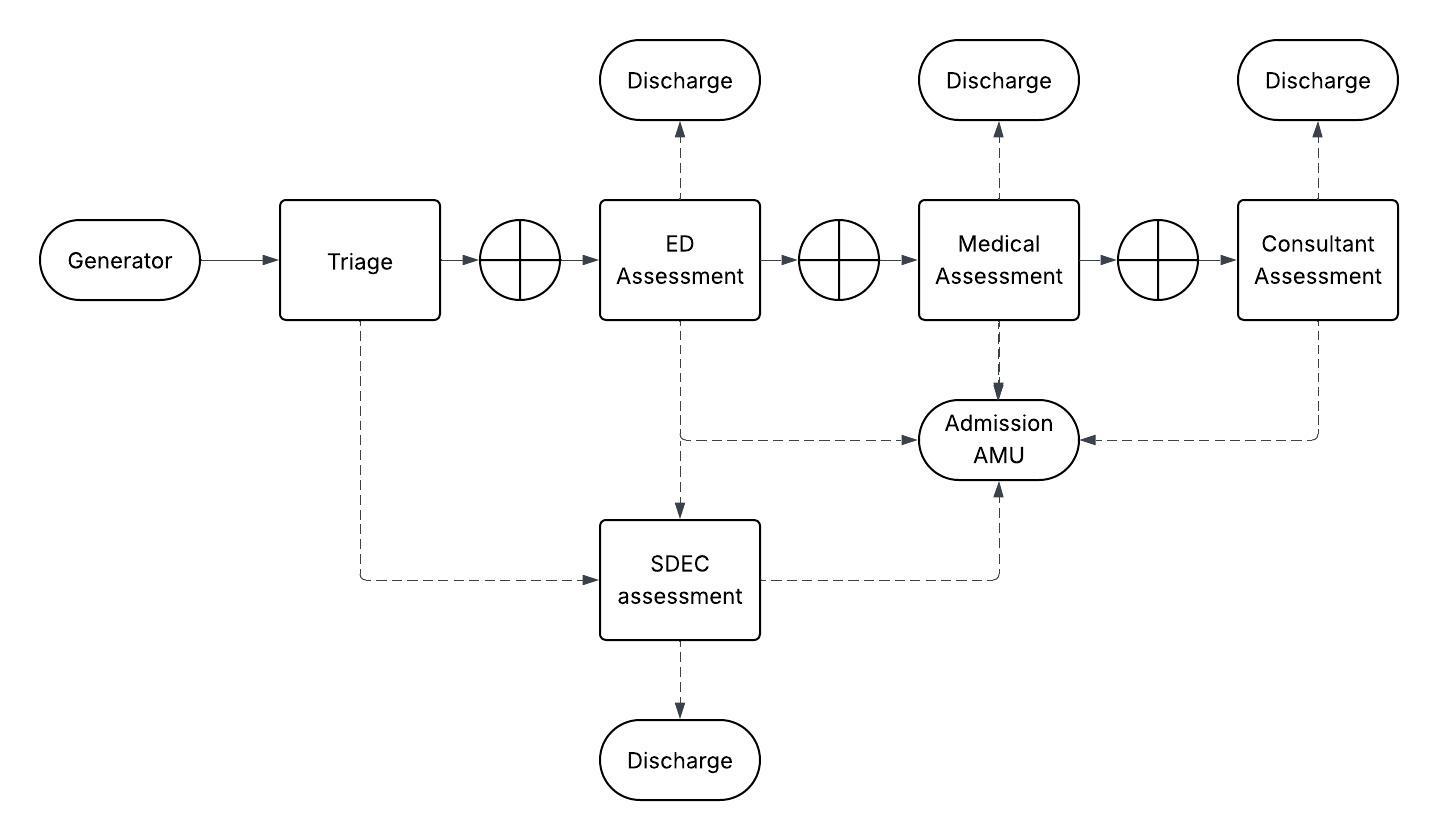 Discharge
Discharge
Discharge
Generator
Triage
ED
Assessment
Medical
Assessment
Consultant
Assessment
Admission
AMU
SDEC
assessment
Discharge